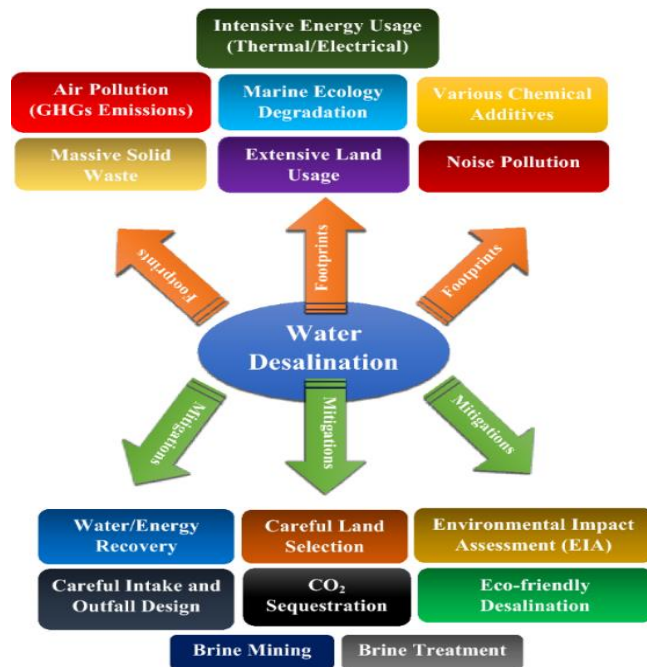 Intensive Energy Usage
(Thermal/Electrical)
Air Pollution
(GHGs Emissions)
Marine Ecology
Degradation
Various Chemical
Additives
Massive Solid
Waste
Extensive Land
Usage
Noise Pollution
Footprints
Footprints
Footprints
Water
Desalination
Mitigations
Mitigations
Mitigations
Water/Energy
Recovery
Careful Land
Selection
Environmental Impact
Assessment (EIA)
Careful Intake and
Outfall Design
CO₂
Sequestration
Eco-friendly
Desalination
Brine Mining
Brine Treatment